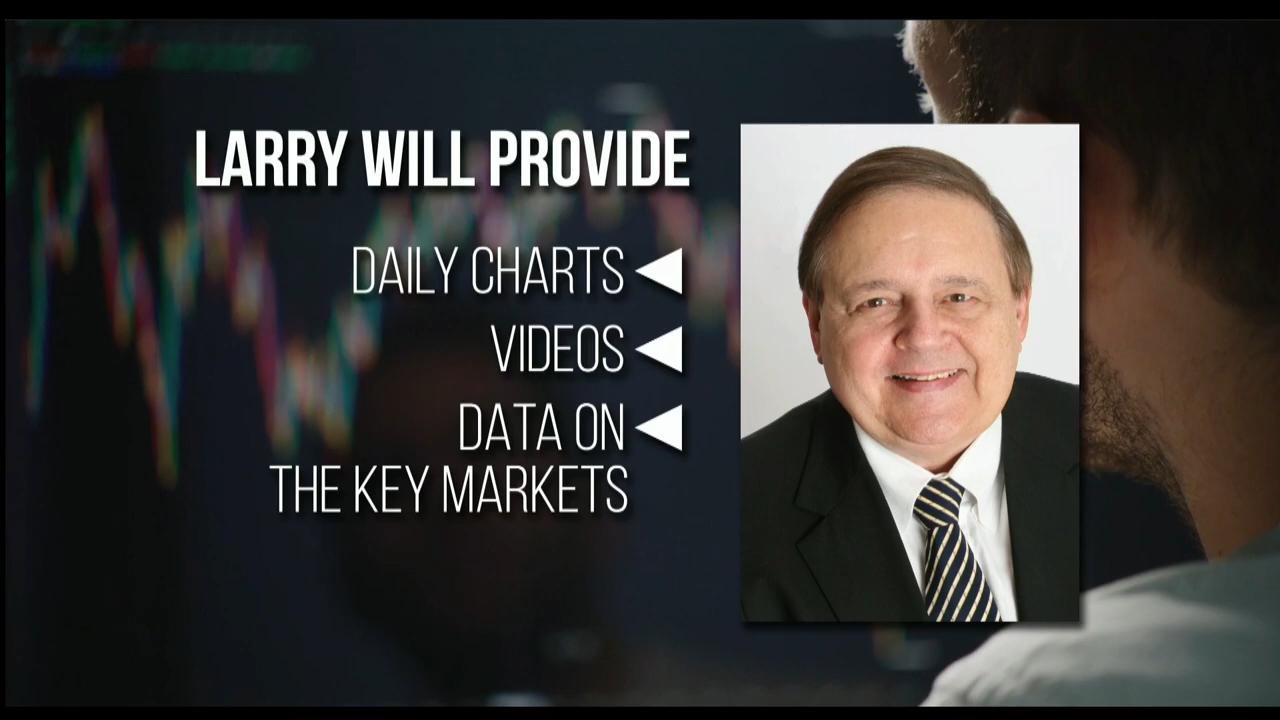 LARRY WILL PROVIDE
DAILY CHARTS
VIDEOS
DATA ON
THE KEY MARKETS